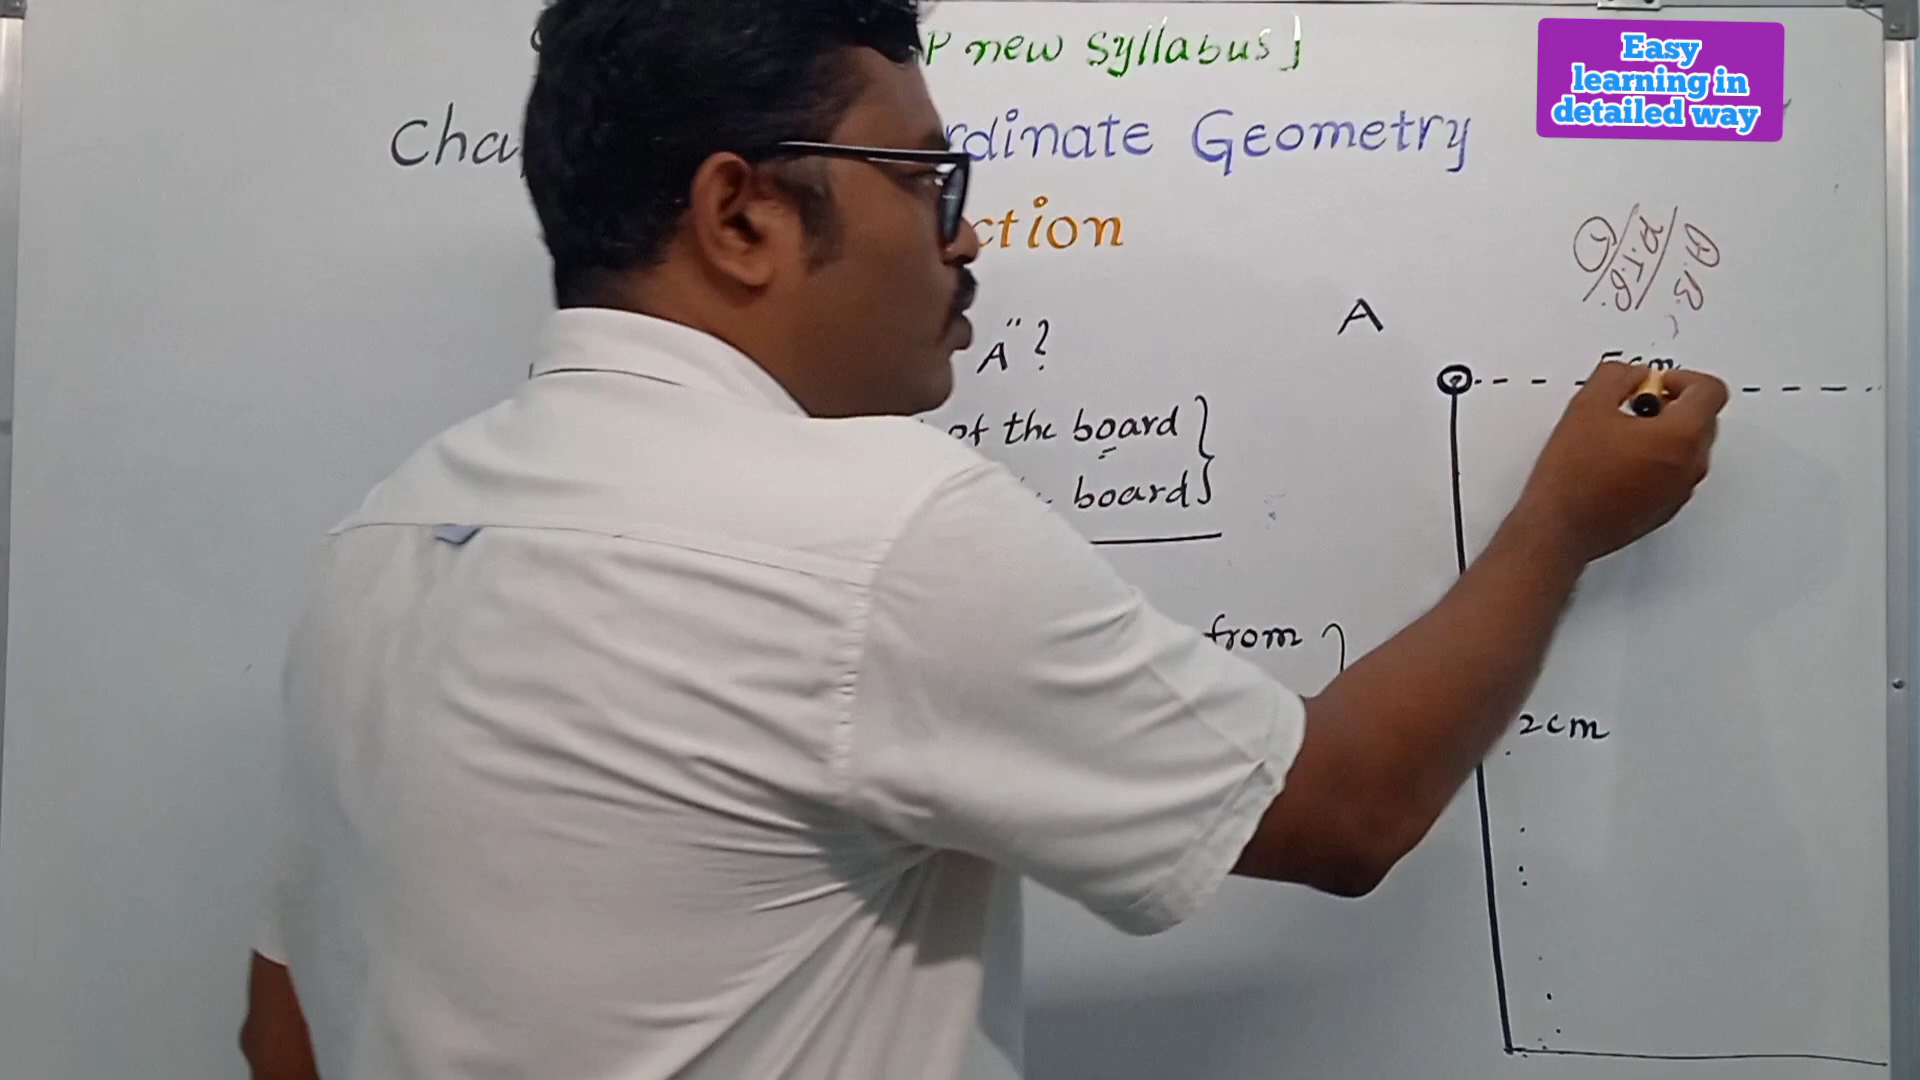 P new syllabus]
Easy
learning in
detailed way
Cha rdinate Geometry
ction
A" ?
A
of the board
board
5cm
from
2cm